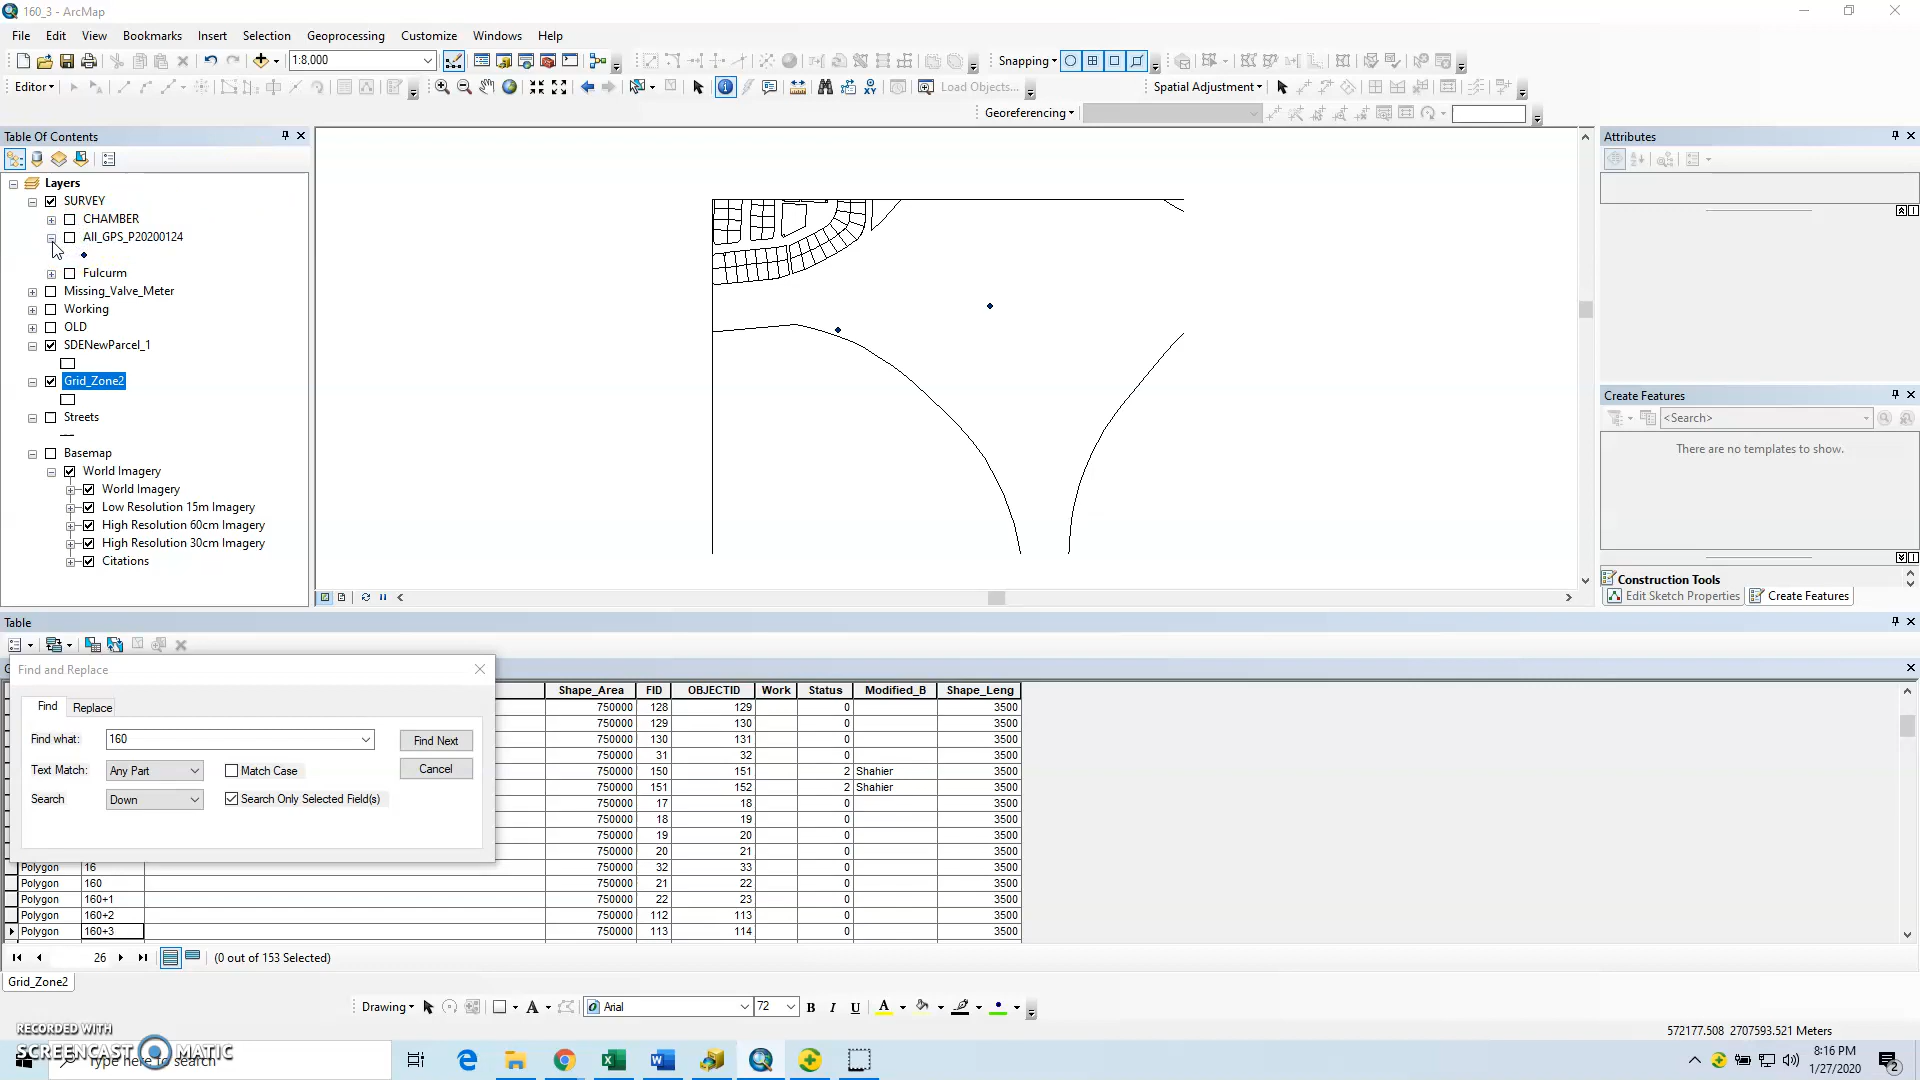 160_3 - ArcMap
File Edit View Bookmarks Insert Selection Geoprocessing Customize Windows Help
1:8,000
Snapping
Editor
Load Objects...
Spatial Adjustment
Georeferencing
Table Of Contents
Layers
SURVEY
CHAMBER
All_GPS_P20200124
Fulcurm
Missing_Valve_Meter
Working
OLD
SDENewParcel_1
Grid_Zone2
Streets
Basemap
World Imagery
World Imagery
Low Resolution 15m Imagery
High Resolution 60cm Imagery
High Resolution 30cm Imagery
Citations
Attributes
Create Features
<Search>
There are no templates to show.
Construction Tools
Edit Sketch Properties Create Features
Table
Find and Replace
Find Replace
Find what: 160 Find Next
Text Match: Any Part Match Case Cancel
Search Down Search Only Selected Field(s)
Shape_Area FID OBJECTID Work Status Modified_B Shape_Leng
750000 128 129 0 3500
750000 129 130 0 3500
750000 130 131 0 3500
750000 31 32 0 3500
750000 150 151 2 Shahier 3500
750000 151 152 2 Shahier 3500
750000 17 18 0 3500
750000 18 19 0 3500
750000 19 20 0 3500
750000 20 21 0 3500
Polygon 16 750000 32 33 0 3500
Polygon 160 750000 21 22 0 3500
Polygon 160+1 750000 22 23 0 3500
Polygon 160+2 750000 112 113 0 3500
Polygon 160+3 750000 113 114 0 3500
26 (0 out of 153 Selected)
Grid_Zone2
Drawing A Arial 72 B I U A
572177.508 2707593.521 Meters
RECORDED WITH
SCREENCAST MATIC
Type here to search
8:16 PM
1/27/2020
2